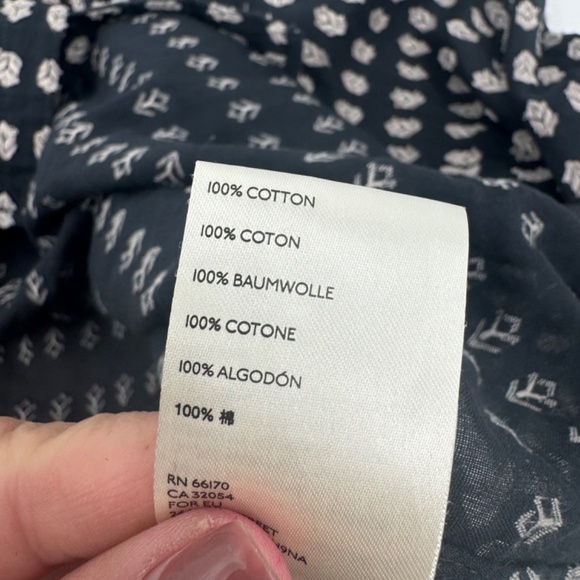 100% COTTON
100% COTON
100% BAUMWOLLE
100% COTONE
100% ALGODÓN
100% 棉
RN 66170
CA 32054
FOR EU